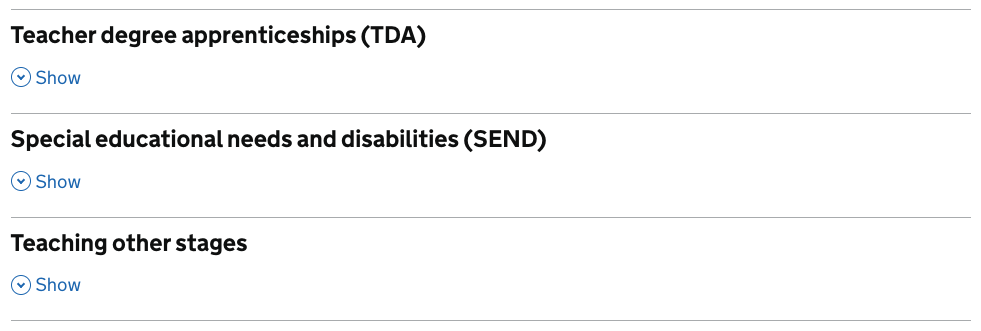 Teacher degree apprenticeships (TDA)
Show
Special educational needs and disabilities (SEND)
Show
Teaching other stages
Show